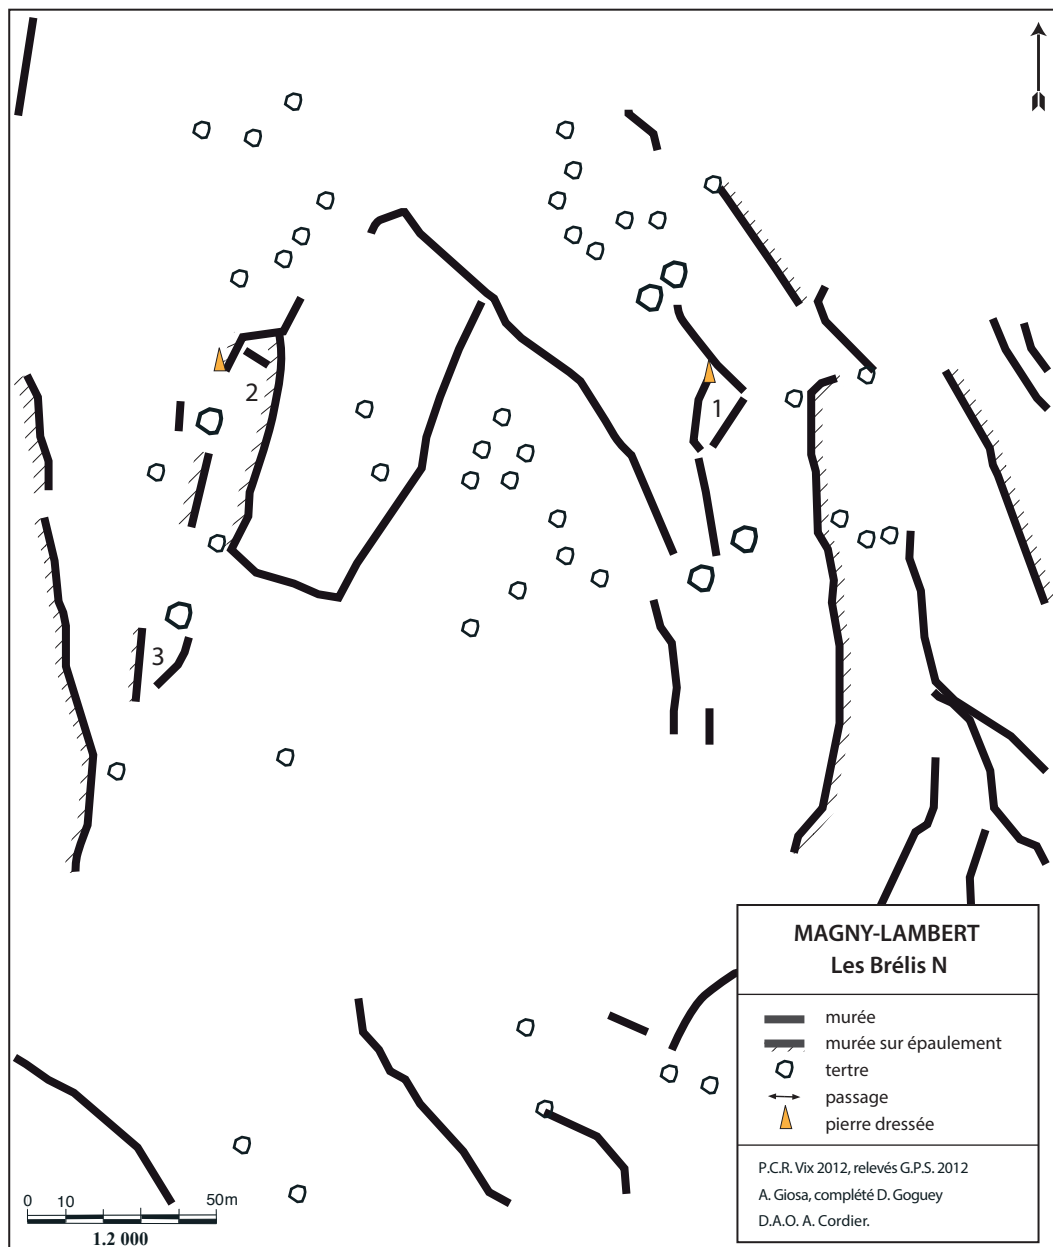 2
1
3
MAGNY-LAMBERT
Les Brélis N
murée
murée sur épaulement
tertre
passage
pierre dressée
P.C.R. Vix 2012, relevés G.P.S. 2012
A. Giosa, complété D. Goguey
D.A.O. A. Cordier.
0 10 50m
1.2 000